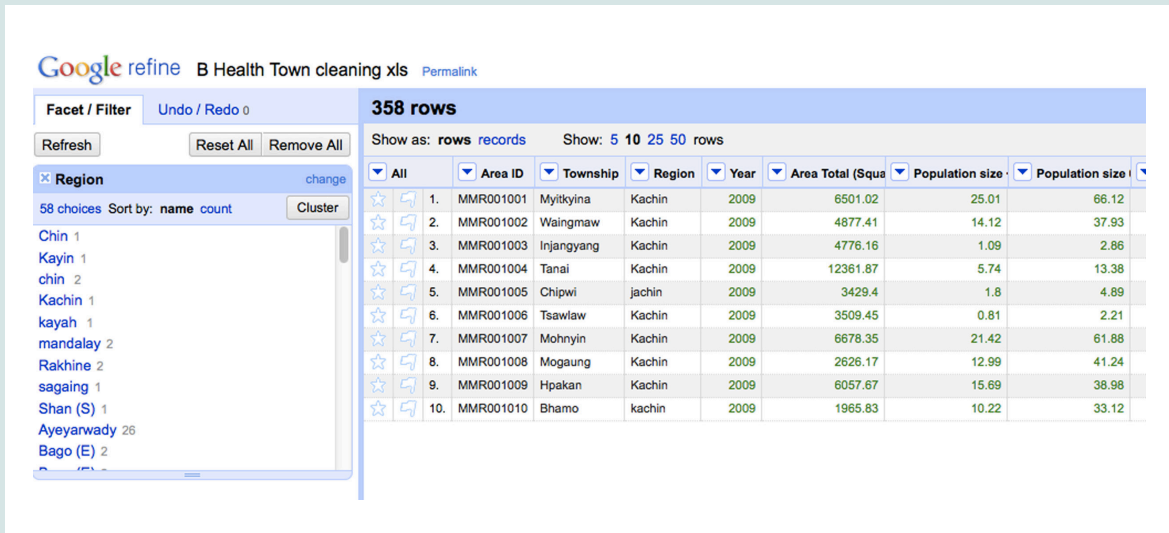 Google refine B Health Town cleaning xls Permalink
Facet / Filter Undo / Redo 0
Refresh Reset All Remove All
Region change
58 choices Sort by: name count Cluster
Chin 1
Kayin 1
chin 2
Kachin 1
kayah 1
mandalay 2
Rakhine 2
sagaing 1
Shan (S) 1
Ayeyarwady 26
Bago (E) 2
358 rows
Show as: rows records Show: 5 10 25 50 rows
All Area ID Township Region Year Area Total (Squa Population size Population size
1. MMR001001 Myitkyina Kachin 2009 6501.02 25.01 66.12
2. MMR001002 Waingmaw Kachin 2009 4877.41 14.12 37.93
3. MMR001003 Injangyang Kachin 2009 4776.16 1.09 2.86
4. MMR001004 Tanai Kachin 2009 12361.87 5.74 13.38
5. MMR001005 Chipwi jachin 2009 3429.4 1.8 4.89
6. MMR001006 Tsawlaw Kachin 2009 3509.45 0.81 2.21
7. MMR001007 Mohnyin Kachin 2009 6678.35 21.42 61.88
8. MMR001008 Mogaung Kachin 2009 2626.17 12.99 41.24
9. MMR001009 Hpakan Kachin 2009 6057.67 15.69 38.98
10. MMR001010 Bhamo kachin 2009 1965.83 10.22 33.12